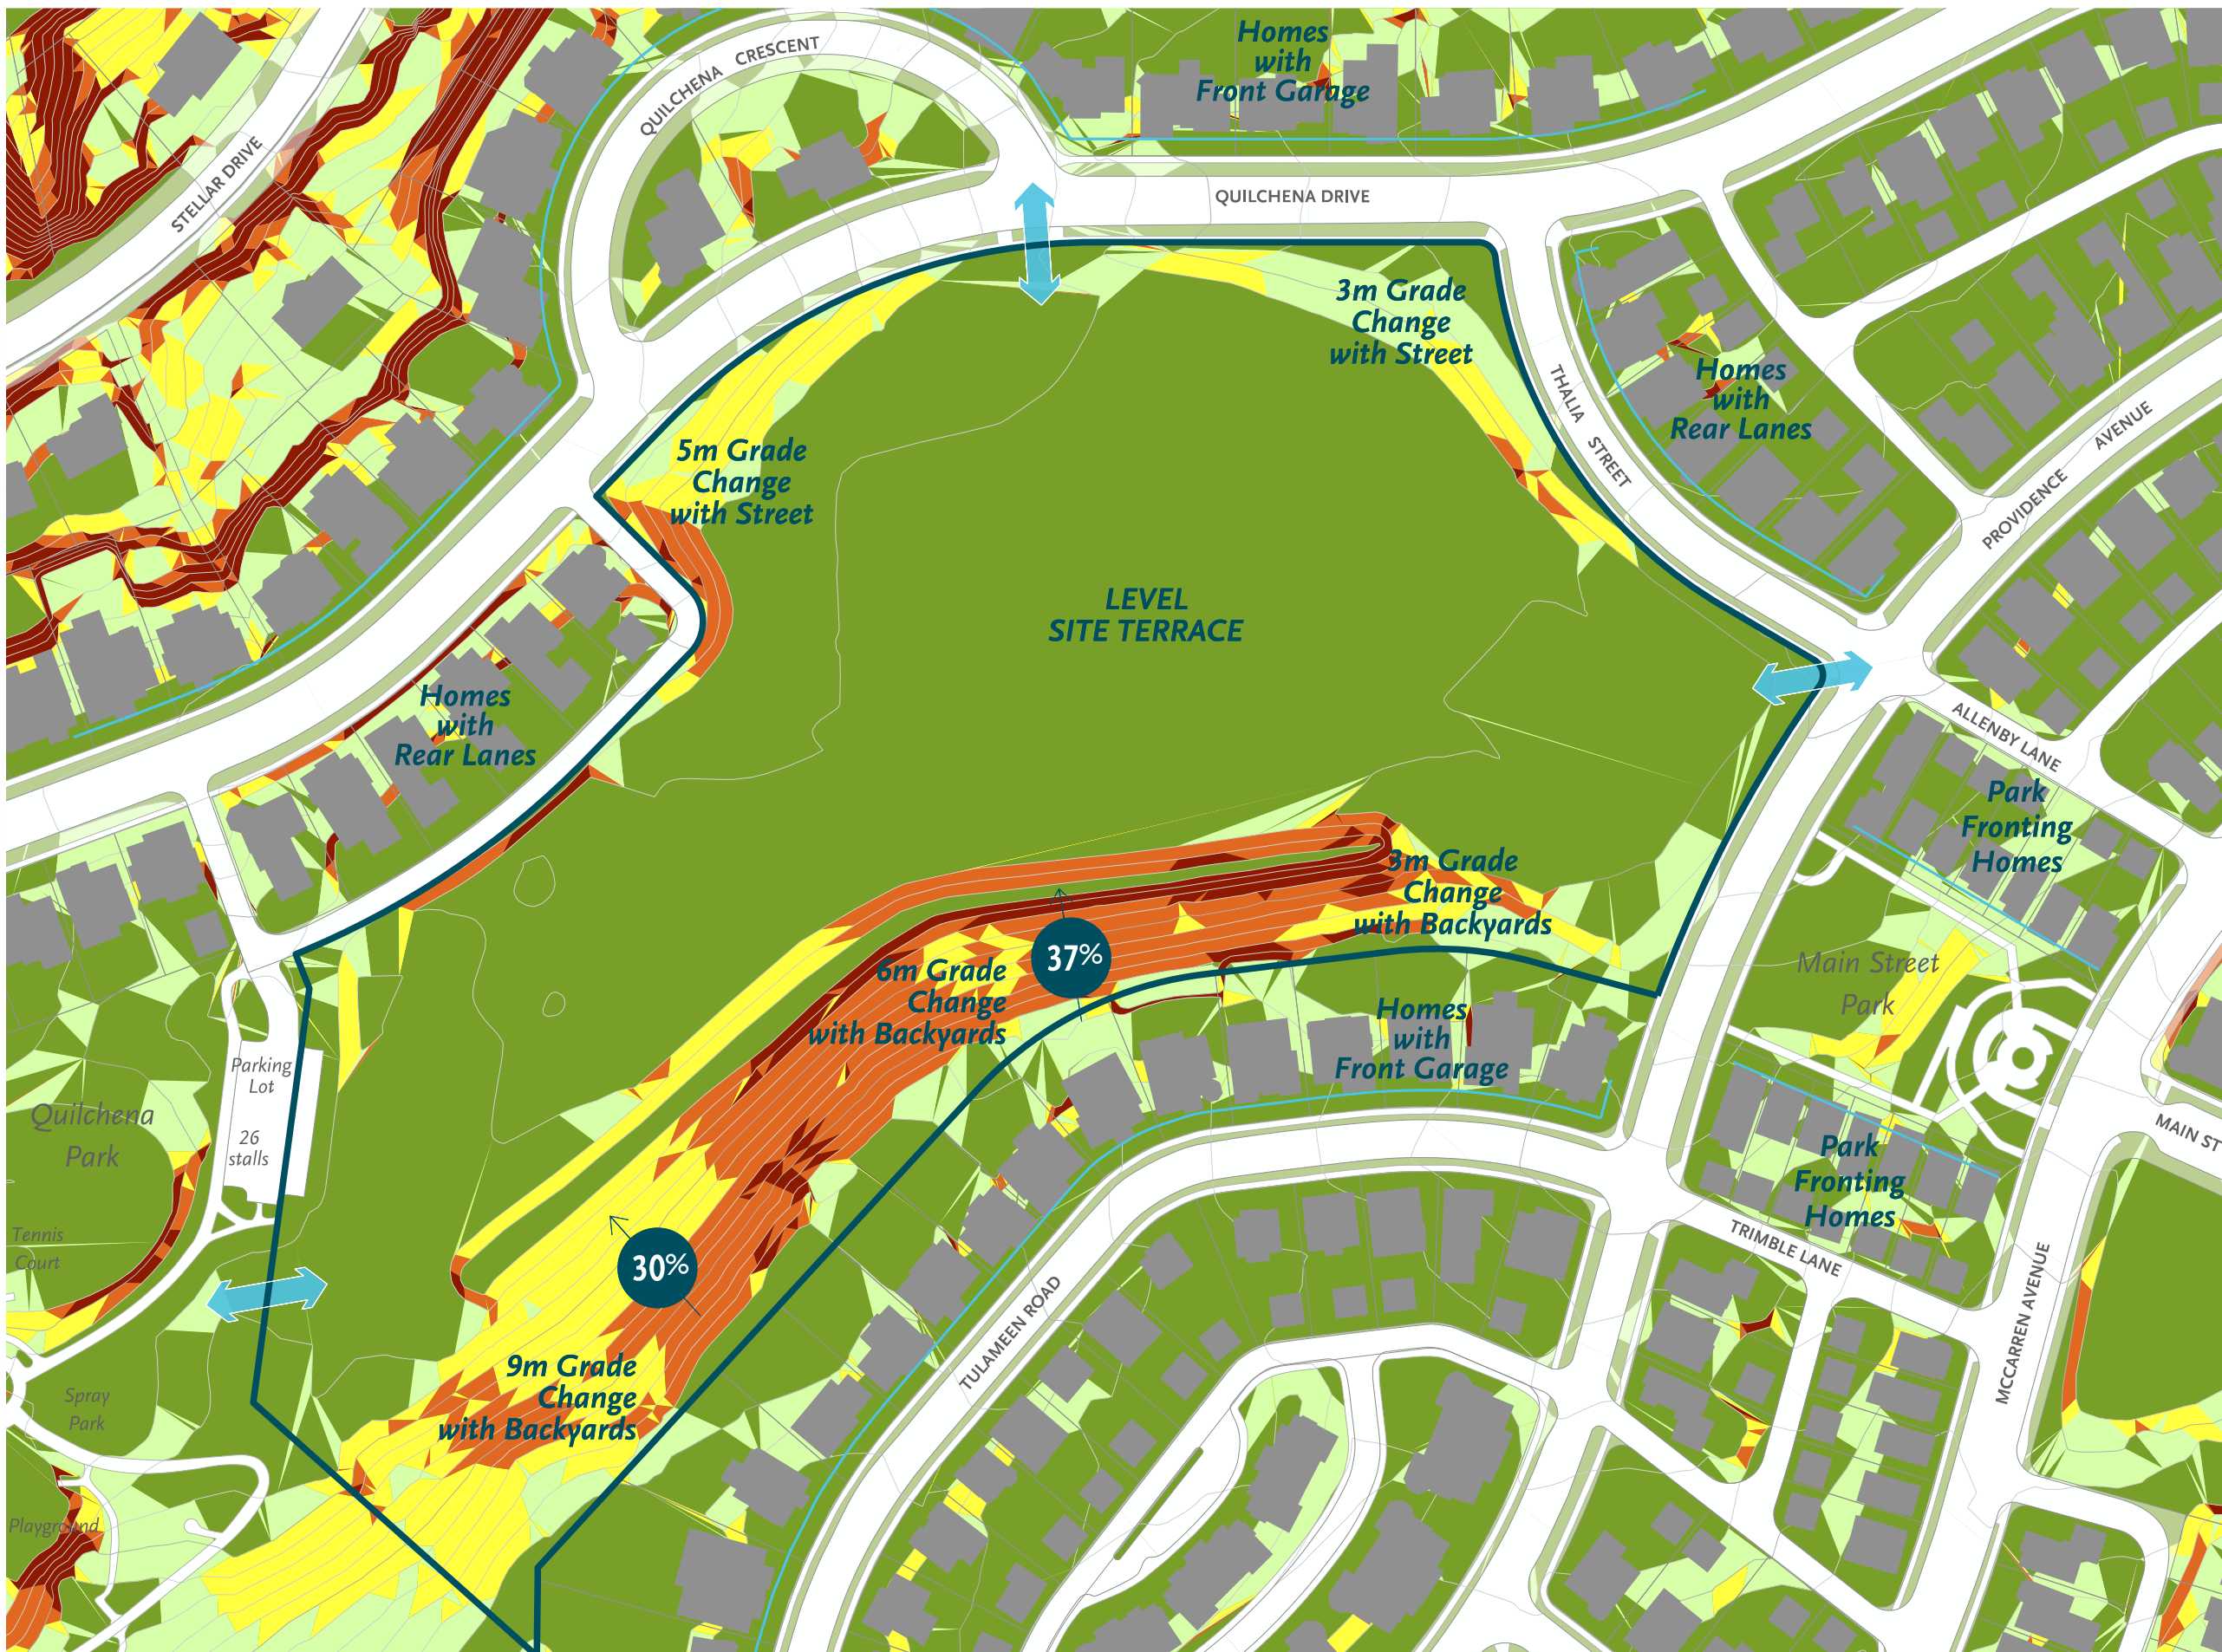 Homes
with
Front Garage
QUILCHENA CRESCENT
STELLAR DRIVE
QUILCHENA DRIVE
3m Grade
Change
with Street
Homes
with
Rear Lanes
THALIA STREET
PROVIDENCE AVENUE
5m Grade
Change
with Street
LEVEL
SITE TERRACE
Homes
with
Rear Lanes
ALLENBY LANE
Park
Fronting
Homes
3m Grade
Change
with Backyards
37%
6m Grade
Change
with Backyards
Main Street
Park
Homes
with
Front Garage
Parking
Lot
26
stalls
Quilchena
Park
MAIN ST
Park
Fronting
Homes
Tennis
Court
30%
TRIMBLE LANE
TULAMEEN ROAD
MCCARREN AVENUE
9m Grade
Change
with Backyards
Spray
Park
Playground